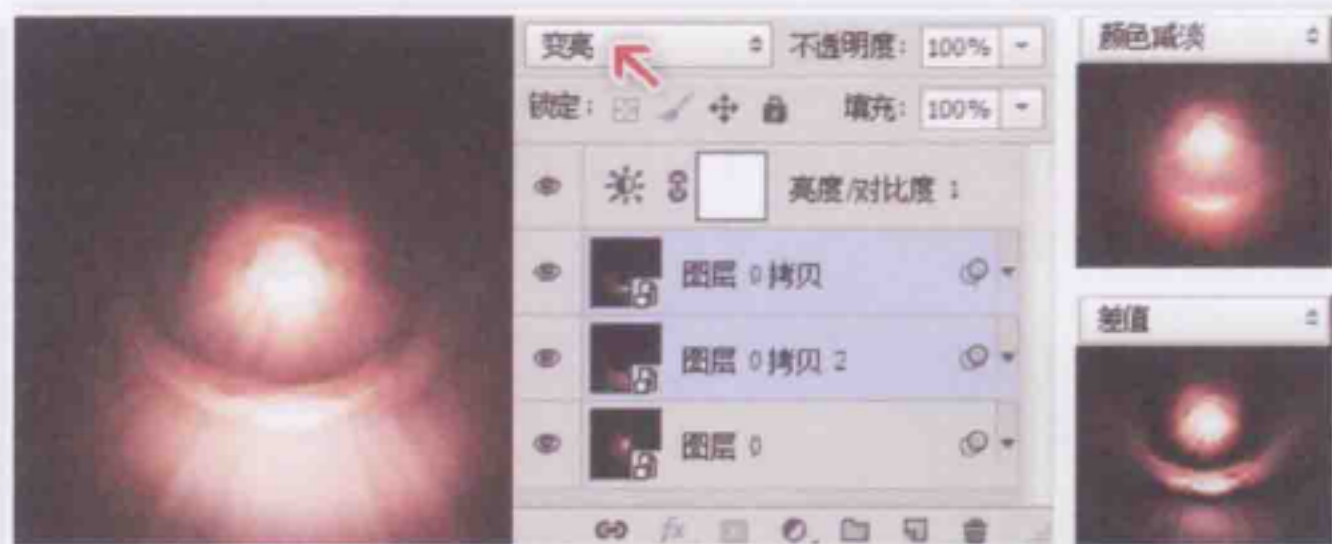 变亮 不透明度: 100%
锁定: 填充: 100%
亮度/对比度 1
图层 0 拷贝
图层 0 拷贝 2
图层 0
fx
颜色减淡
差值